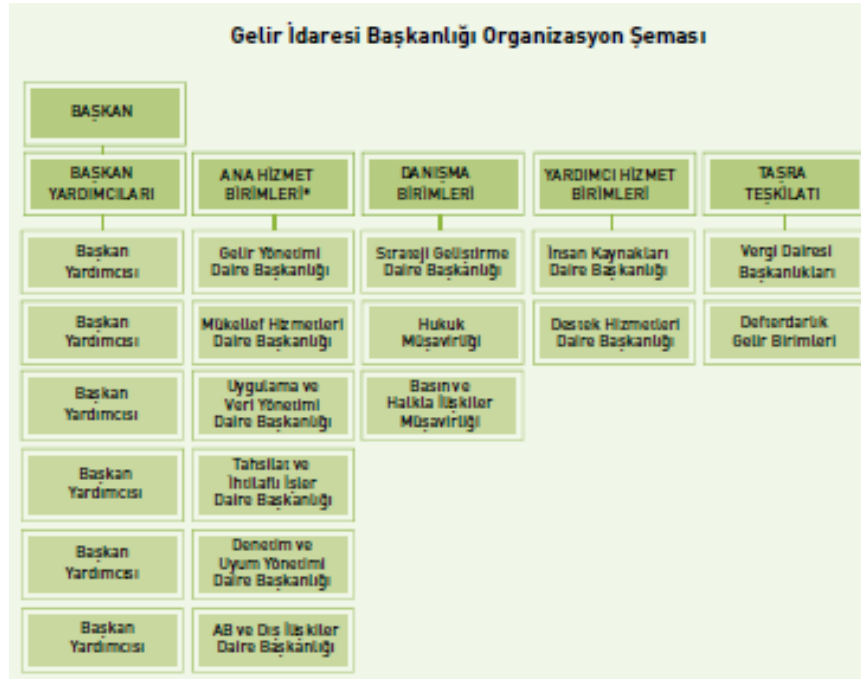 Gelir İdaresi Başkanlığı Organizasyon Şeması
BAŞKAN
BAŞKAN
YARDIMCILARI
ANA HİZMET
BİRİMLERİ*
DANIŞMA
BİRİMLERİ
YARDIMCI HİZMET
BİRİMLERİ
TAŞRA
TEŞKİLATI
Başkan
Yardımcısı
Gelir Yönetimi
Daire Başkanlığı
Strateji Geliştirme
Daire Başkanlığı
İnsan Kaynakları
Daire Başkanlığı
Vergi Dairesi
Başkanlıkları
Başkan
Yardımcısı
Mükellef Hizmetleri
Daire Başkanlığı
Hukuk
Müşavirliği
Destek Hizmetleri
Daire Başkanlığı
Defterdarlık
Gelir Birimleri
Başkan
Yardımcısı
Uygulama ve
Veri Yönetimi
Daire Başkanlığı
Basın ve
Halkla İlişkiler
Müşavirliği
Başkan
Yardımcısı
Tahsilat ve
İhtilaflı İşler
Daire Başkanlığı
Başkan
Yardımcısı
Denetim ve
Uyum Yönetimi
Daire Başkanlığı
Başkan
Yardımcısı
AB ve Dış İlişkiler
Daire Başkanlığı